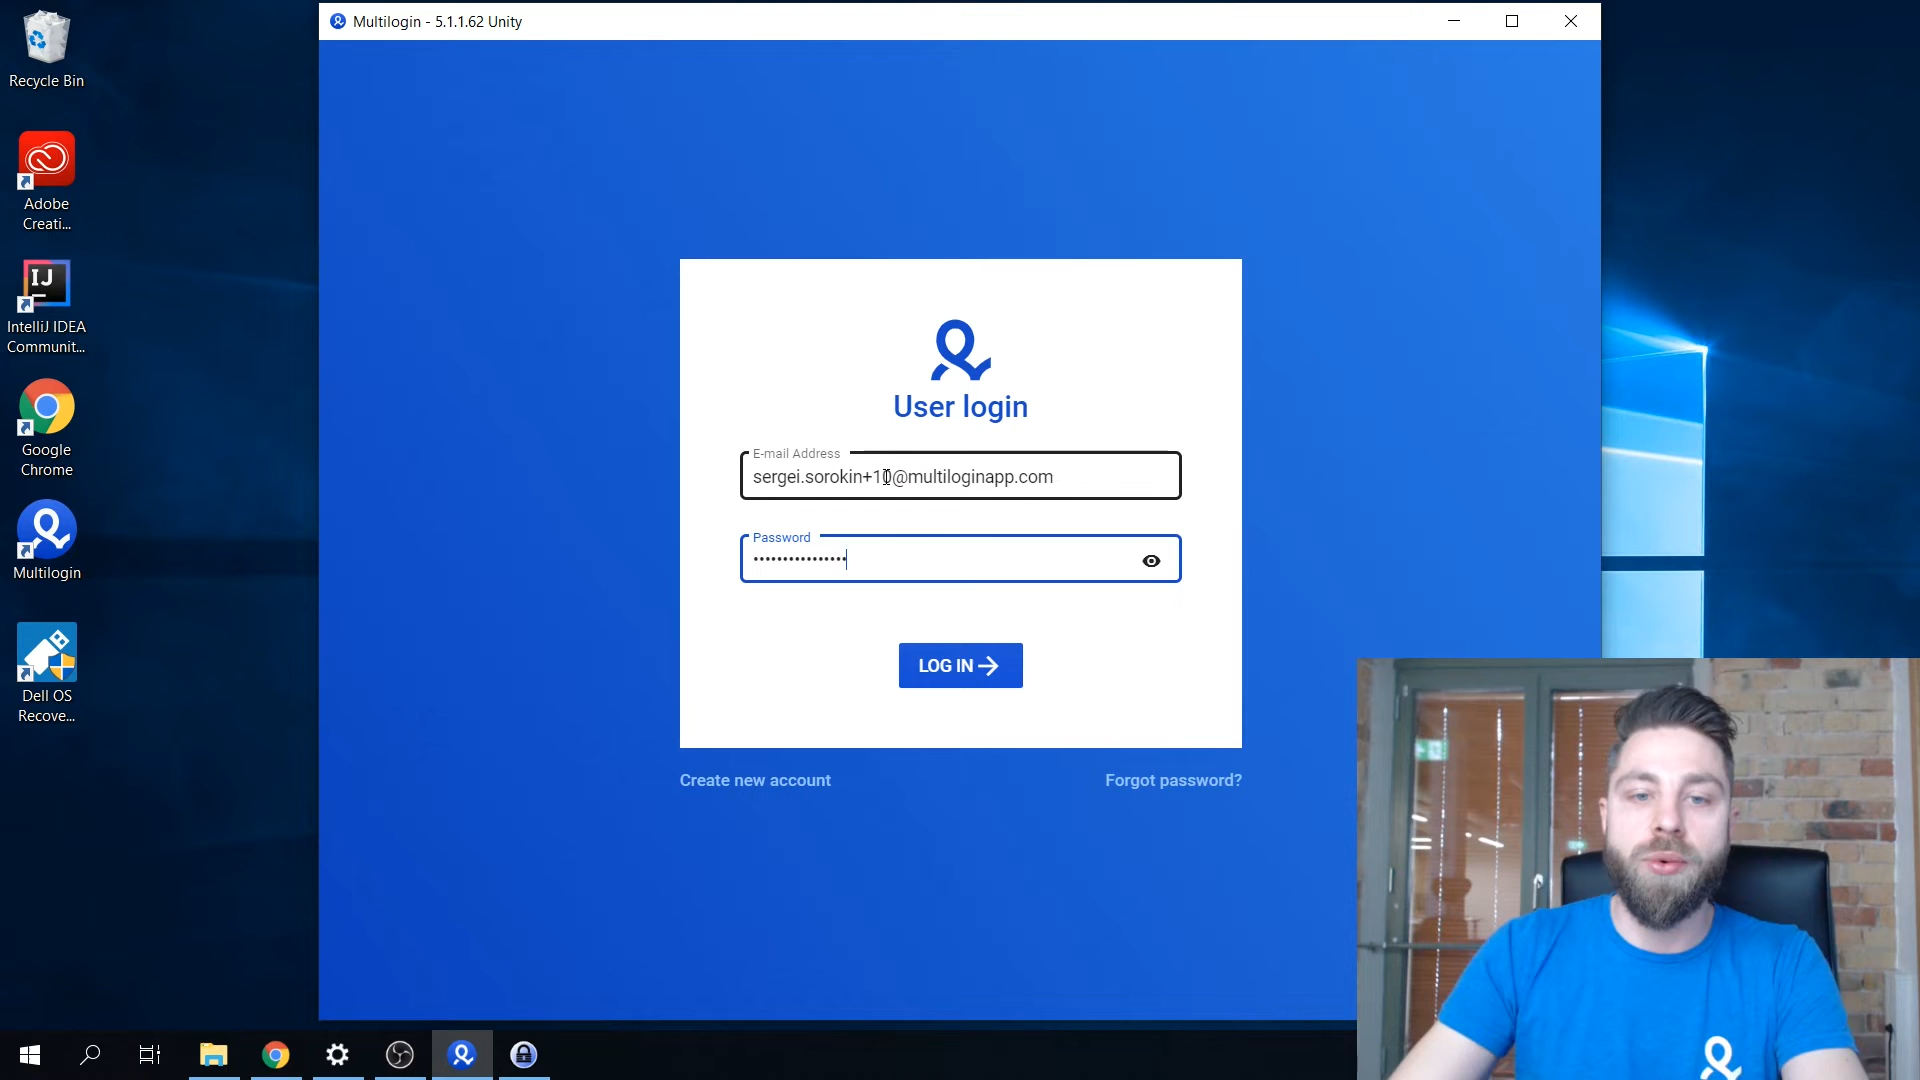 Multilogin - 5.1.1.62 Unity
Recycle Bin
Adobe
Creati...
IJ
IntelliJ IDEA
Communit...
Google
Chrome
Multilogin
Dell OS
Recove...
User login
E-mail Address
sergei.sorokin+10@multiloginapp.com
Password
LOG IN
Create new account
Forgot password?